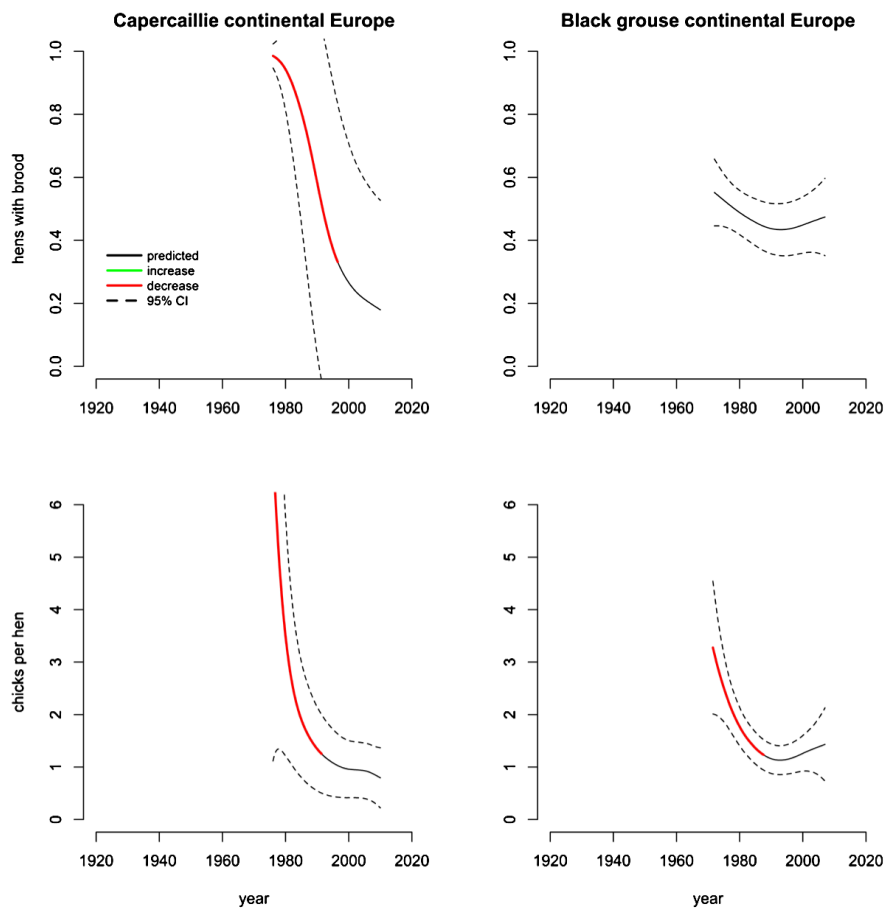 Capercaillie continental Europe
Black grouse continental Europe
hens with brood
0.0 0.2 0.4 0.6 0.8 1.0
predicted
increase
decrease
95% CI
1920 1940 1960 1980 2000 2020
0.0 0.2 0.4 0.6 0.8 1.0
1920 1940 1960 1980 2000 2020
chicks per hen
0 1 2 3 4 5 6
1920 1940 1960 1980 2000 2020
year
0 1 2 3 4 5 6
1920 1940 1960 1980 2000 2020
year